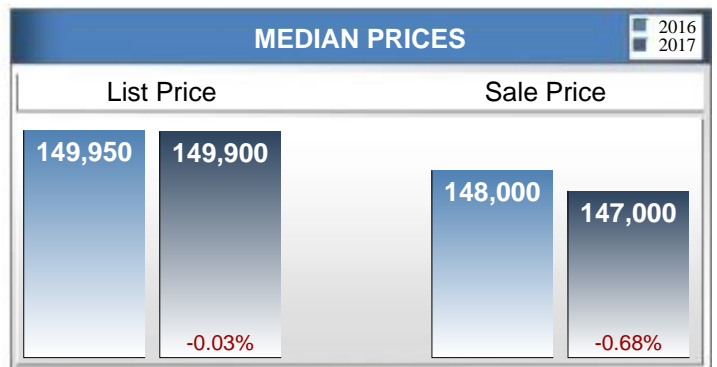 MEDIAN PRICES
2016
2017
List Price
Sale Price
149,950
149,900
148,000
147,000
-0.03%
-0.68%